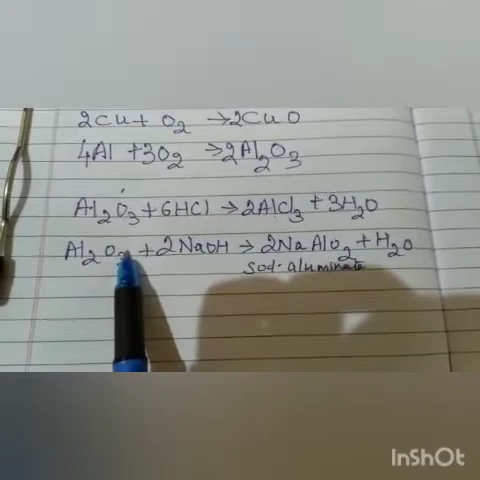 2Cu + O₂ → 2CuO
4Al + 3O₂ → 2Al₂O₃
Al₂O₃ + 6HCl → 2AlCl₃ + 3H₂O
Al₂O₃ + 2NaOH → 2NaAlO₂ + H₂O
Sod. aluminate
InShOt